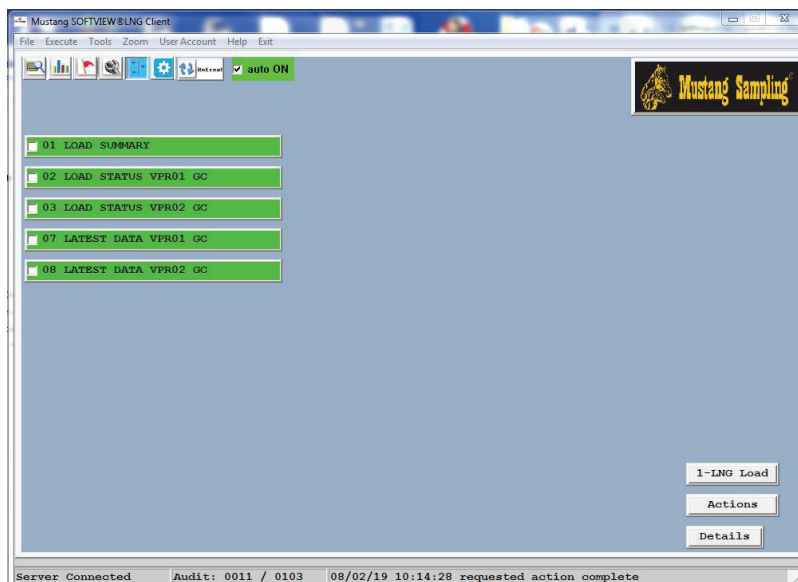 Mustang SOFTVIEW®LNG Client
File Execute Tools Zoom User Account Help Exit
Refresh auto ON
Mustang Sampling
01 LOAD SUMMARY
02 LOAD STATUS VPR01 GC
03 LOAD STATUS VPR02 GC
07 LATEST DATA VPR01 GC
08 LATEST DATA VPR02 GC
1-LNG Load
Actions
Details
Server Connected Audit: 0011 / 0103 08/02/19 10:14:28 requested action complete